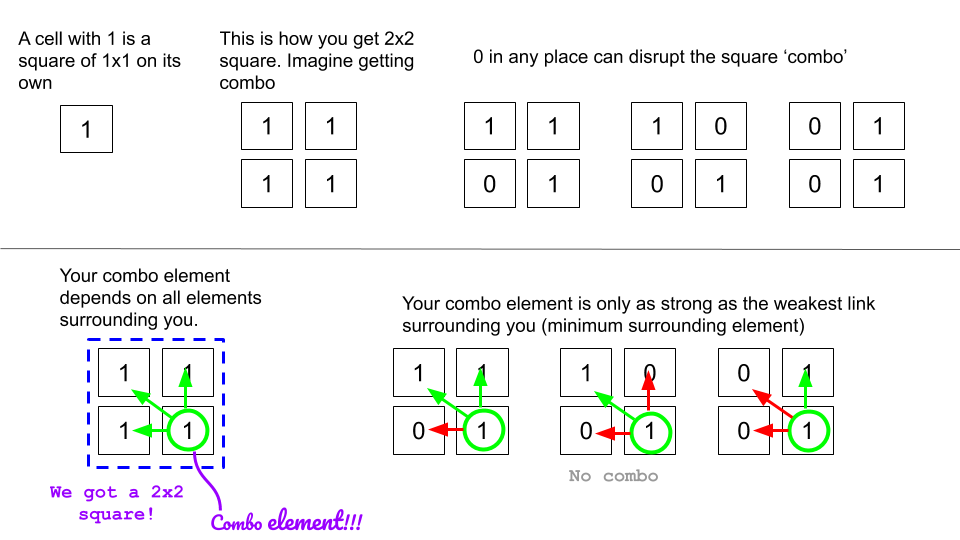 A cell with 1 is a
square of 1x1 on its
own
1
This is how you get 2x2
square. Imagine getting
combo
1 1
1 1
0 in any place can disrupt the square ‘combo’
1 1 1 0 0 1
0 1 0 1 0 1
Your combo element
depends on all elements
surrounding you.
1 1
1 1
We got a 2x2
square!
Combo element!!!
Your combo element is only as strong as the weakest link
surrounding you (minimum surrounding element)
1 1 1 0 0 1
0 1 0 1 0 1
No combo